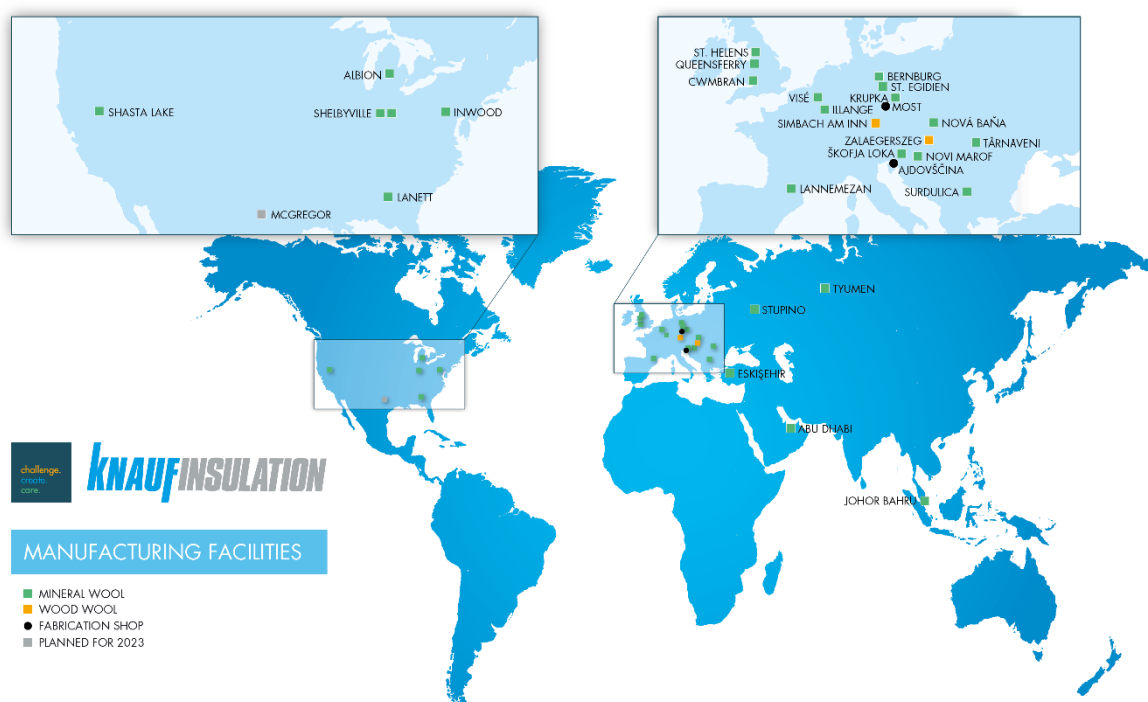 ALBION
SHASTA LAKE
SHELBYVILLE
INWOOD
LANETT
MCGREGOR
ST. HELENS
QUEENSFERRY
CWMBRAN
BERNBURG
ST. EGIDIEN
VISÉ
KRUPKA
ILLANGE
MOST
SIMBACH AM INN
NOVÁ BAŇA
ZALAEGERSZEG
TÂRNAVENI
ŠKOFJA LOKA
NOVI MAROF
AJDOVŠČINA
LANNEMEZAN
SURDULICA
TYUMEN
STUPINO
ESKIŞEHIR
ABU DHABI
JOHOR BAHRU
challenge.
create.
care.
KNAUFINSULATION
MANUFACTURING FACILITIES
MINERAL WOOL
WOOD WOOL
FABRICATION SHOP
PLANNED FOR 2023